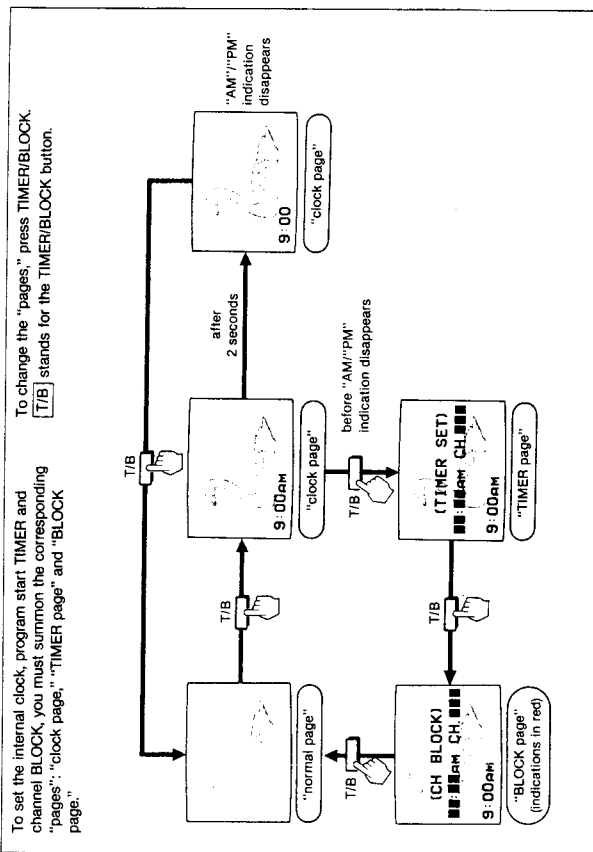 To set the internal clock, program start TIMER and
channel BLOCK, you must summon the corresponding
"pages": "clock page," "TIMER page" and "BLOCK
page."
To change the "pages," press TIMER/BLOCK.
T/B stands for the TIMER/BLOCK button.
T/B
"normal page"
T/B
9:00AM
"clock page"
after
2 seconds
9:00
"clock page"
"AM"/"PM"
indication
disappears
T/B
before "AM/"PM"
indication disappears
(TIMER SET)
■■:■■AM CH.■■■
9:00AM
"TIMER page"
T/B
(CH BLOCK)
■■:■■AM CH.■■■
9:00AM
"BLOCK page"
(indications in red)
T/B